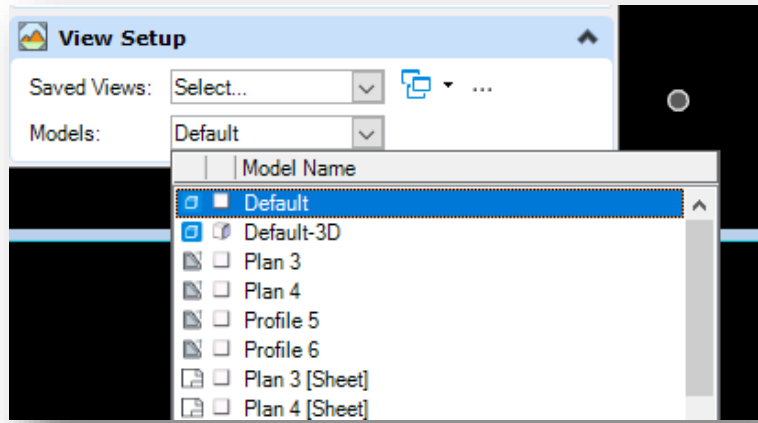 View Setup
Saved Views: Select... ...
Models: Default
Model Name
Default
Default-3D
Plan 3
Plan 4
Profile 5
Profile 6
Plan 3 [Sheet]
Plan 4 [Sheet]